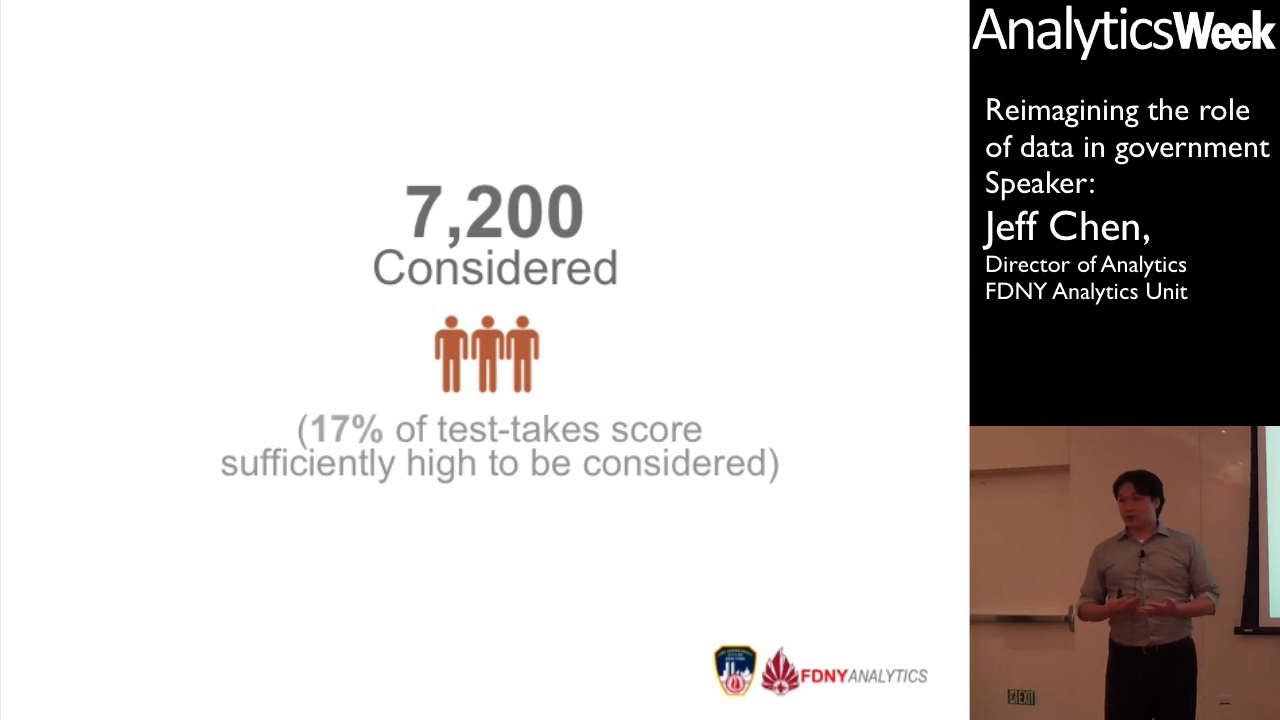 7,200
Considered
(17% of test-takes score
sufficiently high to be considered)
FDNYANALYTICS
AnalyticsWeek
Reimagining the role
of data in government
Speaker:
Jeff Chen,
Director of Analytics
FDNY Analytics Unit
EXIT